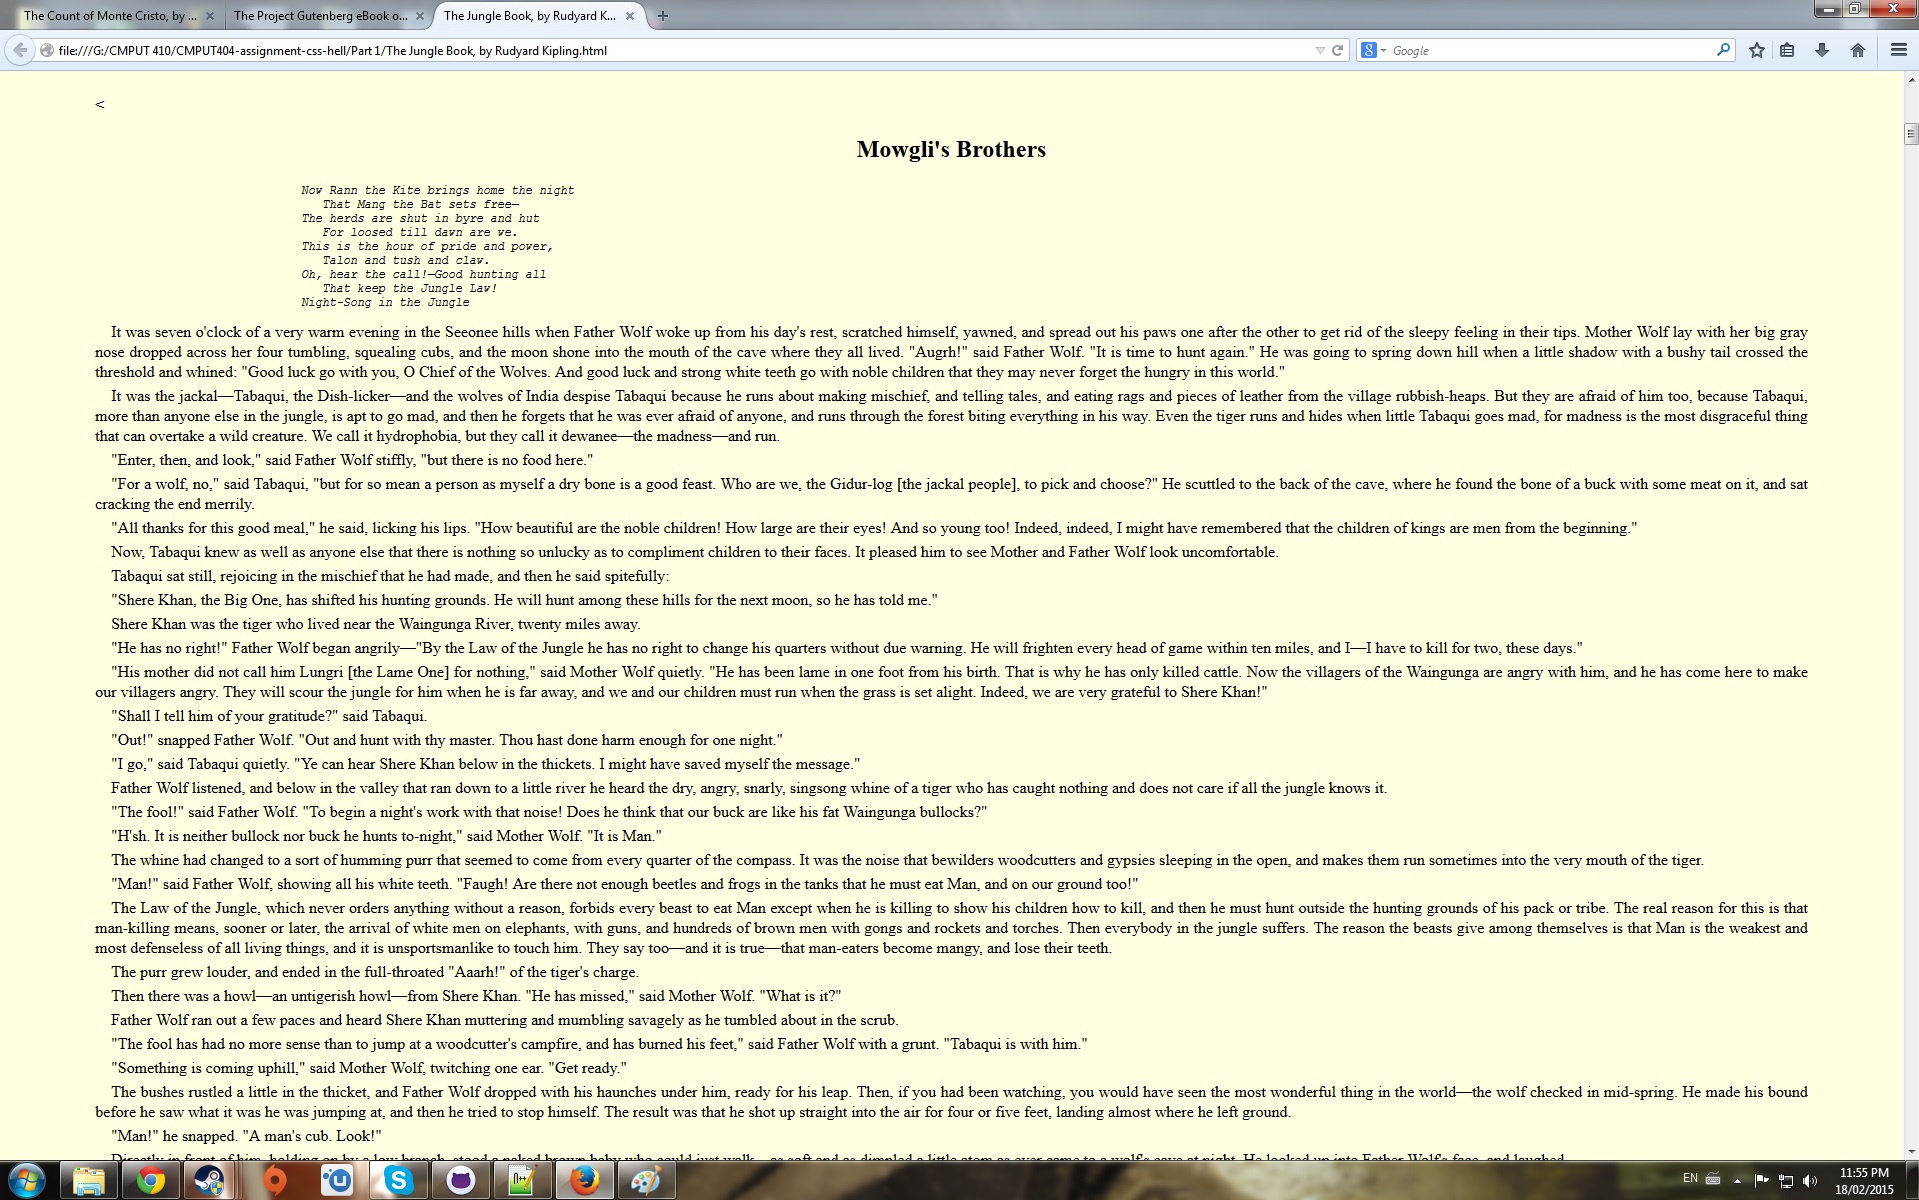 The Count of Monte Cristo, by ...
The Project Gutenberg eBook o...
The Jungle Book, by Rudyard K...
file:///G:/CMPUT 410/CMPUT404-assignment-css-hell/Part 1/The Jungle Book, by Rudyard Kipling.html
8
Google
<
Mowgli's Brothers
Now Rann the Kite brings home the night
That Mang the Bat sets free—
The herds are shut in byre and hut
For loosed till dawn are we.
This is the hour of pride and power,
Talon and tush and claw.
Oh, hear the call!—Good hunting all
That keep the Jungle Law!
Night-Song in the Jungle
It was seven o'clock of a very warm evening in the Seeonee hills when Father Wolf woke up from his day's rest, scratched himself, yawned, and spread out his paws one after the other to get rid of the sleepy feeling in their tips. Mother Wolf lay with her big gray
nose dropped across her four tumbling, squealing cubs, and the moon shone into the mouth of the cave where they all lived. "Augrh!" said Father Wolf. "It is time to hunt again." He was going to spring down hill when a little shadow with a bushy tail crossed the
threshold and whined: "Good luck go with you, O Chief of the Wolves. And good luck and strong white teeth go with noble children that they may never forget the hungry in this world."
It was the jackal—Tabaqui, the Dish-licker—and the wolves of India despise Tabaqui because he runs about making mischief, and telling tales, and eating rags and pieces of leather from the village rubbish-heaps. But they are afraid of him too, because Tabaqui,
more than anyone else in the jungle, is apt to go mad, and then he forgets that he was ever afraid of anyone, and runs through the forest biting everything in his way. Even the tiger runs and hides when little Tabaqui goes mad, for madness is the most disgraceful thing
that can overtake a wild creature. We call it hydrophobia, but they call it dewanee—the madness—and run.
"Enter, then, and look," said Father Wolf stiffly, "but there is no food here."
"For a wolf, no," said Tabaqui, "but for so mean a person as myself a dry bone is a good feast. Who are we, the Gidur-log [the jackal people], to pick and choose?" He scuttled to the back of the cave, where he found the bone of a buck with some meat on it, and sat
cracking the end merrily.
"All thanks for this good meal," he said, licking his lips. "How beautiful are the noble children! How large are their eyes! And so young too! Indeed, indeed, I might have remembered that the children of kings are men from the beginning."
Now, Tabaqui knew as well as anyone else that there is nothing so unlucky as to compliment children to their faces. It pleased him to see Mother and Father Wolf look uncomfortable.
Tabaqui sat still, rejoicing in the mischief that he had made, and then he said spitefully:
"Shere Khan, the Big One, has shifted his hunting grounds. He will hunt among these hills for the next moon, so he has told me."
Shere Khan was the tiger who lived near the Waingunga River, twenty miles away.
"He has no right!" Father Wolf began angrily—"By the Law of the Jungle he has no right to change his quarters without due warning. He will frighten every head of game within ten miles, and I—I have to kill for two, these days."
"His mother did not call him Lungri [the Lame One] for nothing," said Mother Wolf quietly. "He has been lame in one foot from his birth. That is why he has only killed cattle. Now the villagers of the Waingunga are angry with him, and he has come here to make
our villagers angry. They will scour the jungle for him when he is far away, and we and our children must run when the grass is set alight. Indeed, we are very grateful to Shere Khan!"
"Shall I tell him of your gratitude?" said Tabaqui.
"Out!" snapped Father Wolf. "Out and hunt with thy master. Thou hast done harm enough for one night."
"I go," said Tabaqui quietly. "Ye can hear Shere Khan below in the thickets. I might have saved myself the message."
Father Wolf listened, and below in the valley that ran down to a little river he heard the dry, angry, snarly, singsong whine of a tiger who has caught nothing and does not care if all the jungle knows it.
"The fool!" said Father Wolf. "To begin a night's work with that noise! Does he think that our buck are like his fat Waingunga bullocks?"
"H'sh. It is neither bullock nor buck he hunts to-night," said Mother Wolf. "It is Man."
The whine had changed to a sort of humming purr that seemed to come from every quarter of the compass. It was the noise that bewilders woodcutters and gypsies sleeping in the open, and makes them run sometimes into the very mouth of the tiger.
"Man!" said Father Wolf, showing all his white teeth. "Faugh! Are there not enough beetles and frogs in the tanks that he must eat Man, and on our ground too!"
The Law of the Jungle, which never orders anything without a reason, forbids every beast to eat Man except when he is killing to show his children how to kill, and then he must hunt outside the hunting grounds of his pack or tribe. The real reason for this is that
man-killing means, sooner or later, the arrival of white men on elephants, with guns, and hundreds of brown men with gongs and rockets and torches. Then everybody in the jungle suffers. The reason the beasts give among themselves is that Man is the weakest and
most defenseless of all living things, and it is unsportsmanlike to touch him. They say too—and it is true—that man-eaters become mangy, and lose their teeth.
The purr grew louder, and ended in the full-throated "Aaarh!" of the tiger's charge.
Then there was a howl—an untigerish howl—from Shere Khan. "He has missed," said Mother Wolf. "What is it?"
Father Wolf ran out a few paces and heard Shere Khan muttering and mumbling savagely as he tumbled about in the scrub.
"The fool has had no more sense than to jump at a woodcutter's campfire, and has burned his feet," said Father Wolf with a grunt. "Tabaqui is with him."
"Something is coming uphill," said Mother Wolf, twitching one ear. "Get ready."
The bushes rustled a little in the thicket, and Father Wolf dropped with his haunches under him, ready for his leap. Then, if you had been watching, you would have seen the most wonderful thing in the world—the wolf checked in mid-spring. He made his bound
before he saw what it was he was jumping at, and then he tried to stop himself. The result was that he shot up straight into the air for four or five feet, landing almost where he left ground.
"Man!" he snapped. "A man's cub. Look!"
Directly in front of him, holding on by a low branch, stood a naked brown baby who could just walk—as soft and as dimpled a little atom as ever came to a wolf's cave at night. He looked up into Father Wolf's face, and laughed.
EN
11:55 PM
18/02/2015